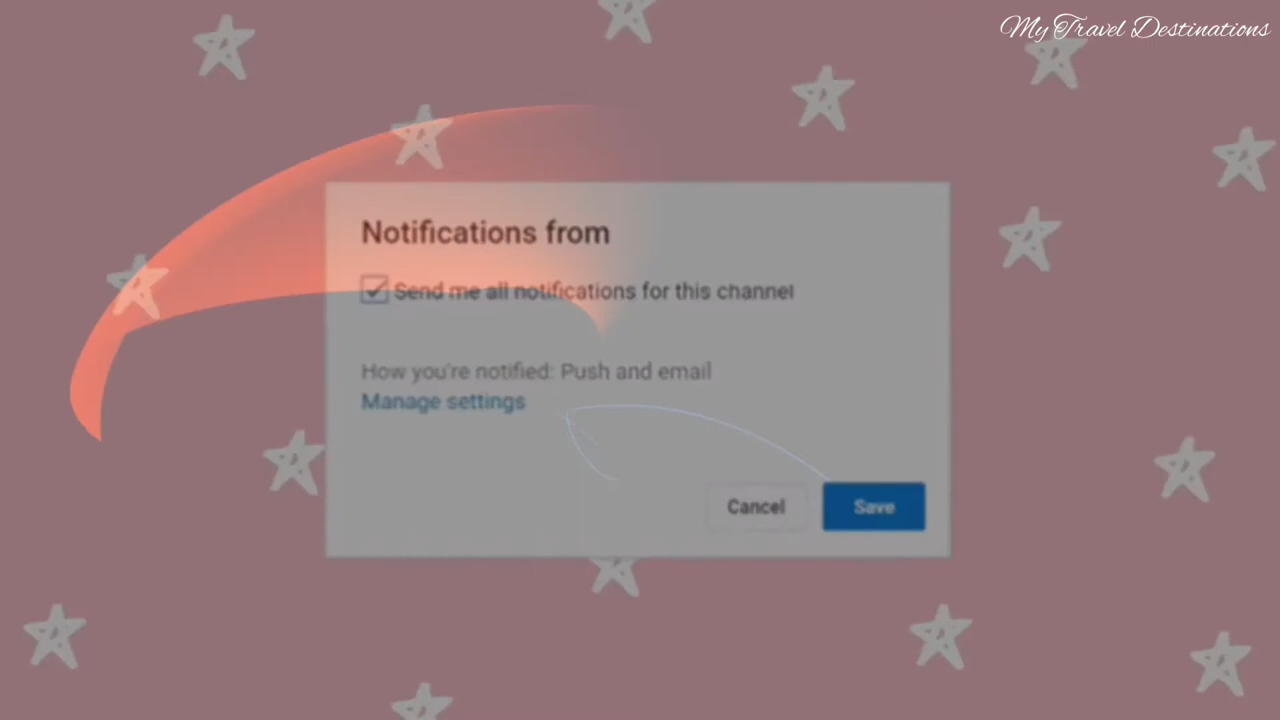 My Travel Destinations
Notifications from
Send me all notifications for this channel
How you're notified: Push and email
Manage settings
Cancel
Save